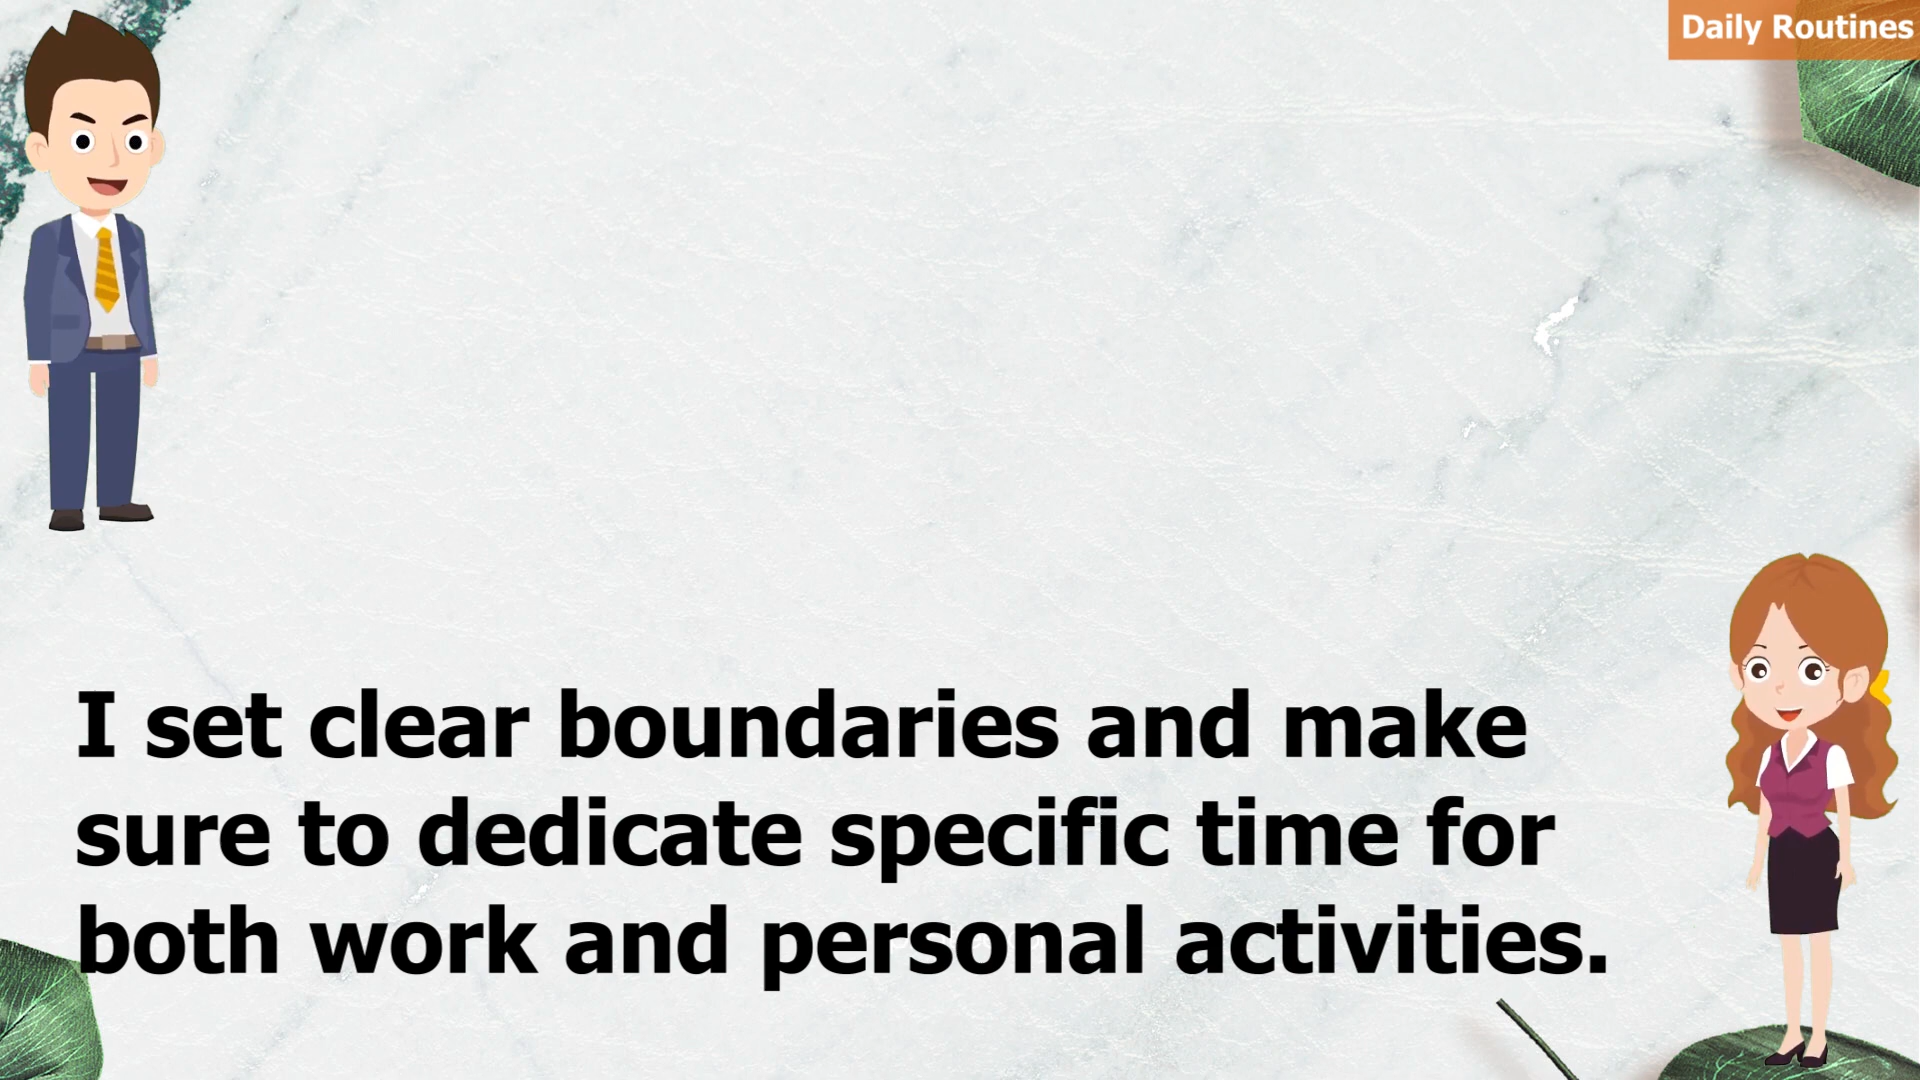 Daily Routines
I set clear boundaries and make
sure to dedicate specific time for
both work and personal activities.